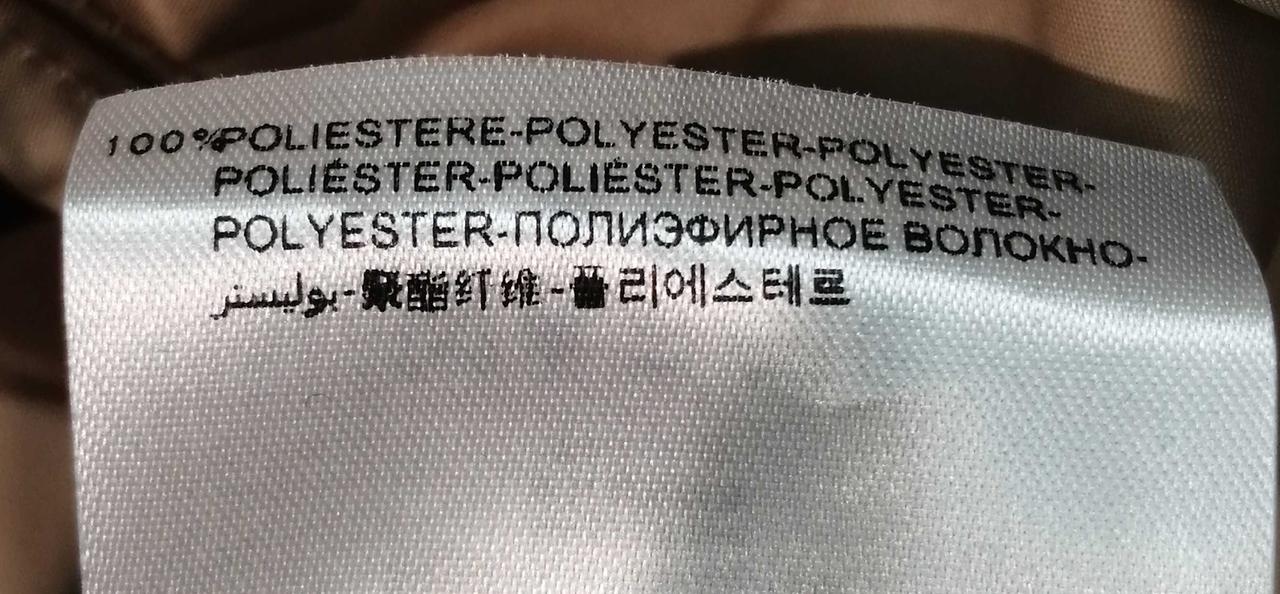 100%POLIESTERE-POLYESTER-POLYESTER-
POLIÉSTER-POLIÉSTER-POLYESTER-
POLYESTER-ПОЛИЭФИРНОЕ ВОЛОКНО-
بوليستر-聚酯纤维-폴리에스테르